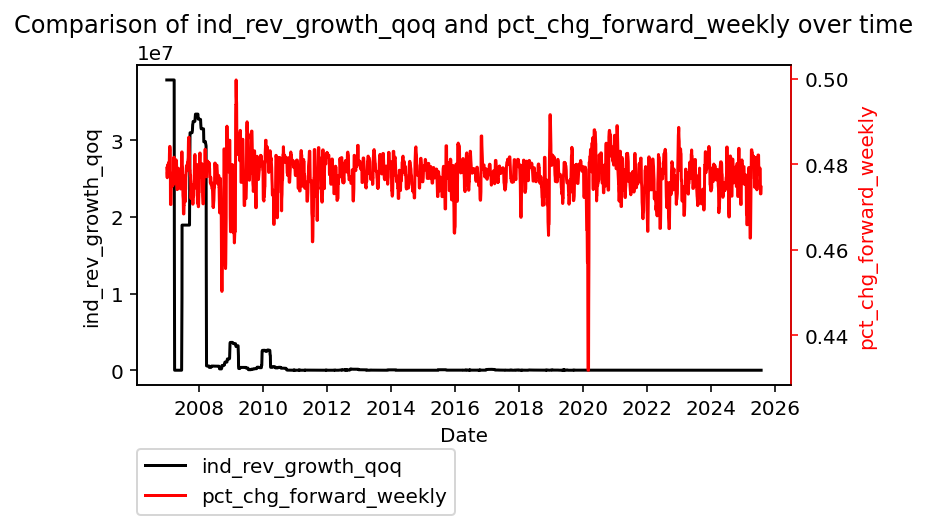 Comparison of ind_rev_growth_qoq and pct_chg_forward_weekly over time
1e7
ind_rev_growth_qoq
3
2
1
0
0.50
0.48
0.46
0.44
pct_chg_forward_weekly
2008 2010 2012 2014 2016 2018 2020 2022 2024 2026
Date
ind_rev_growth_qoq
pct_chg_forward_weekly